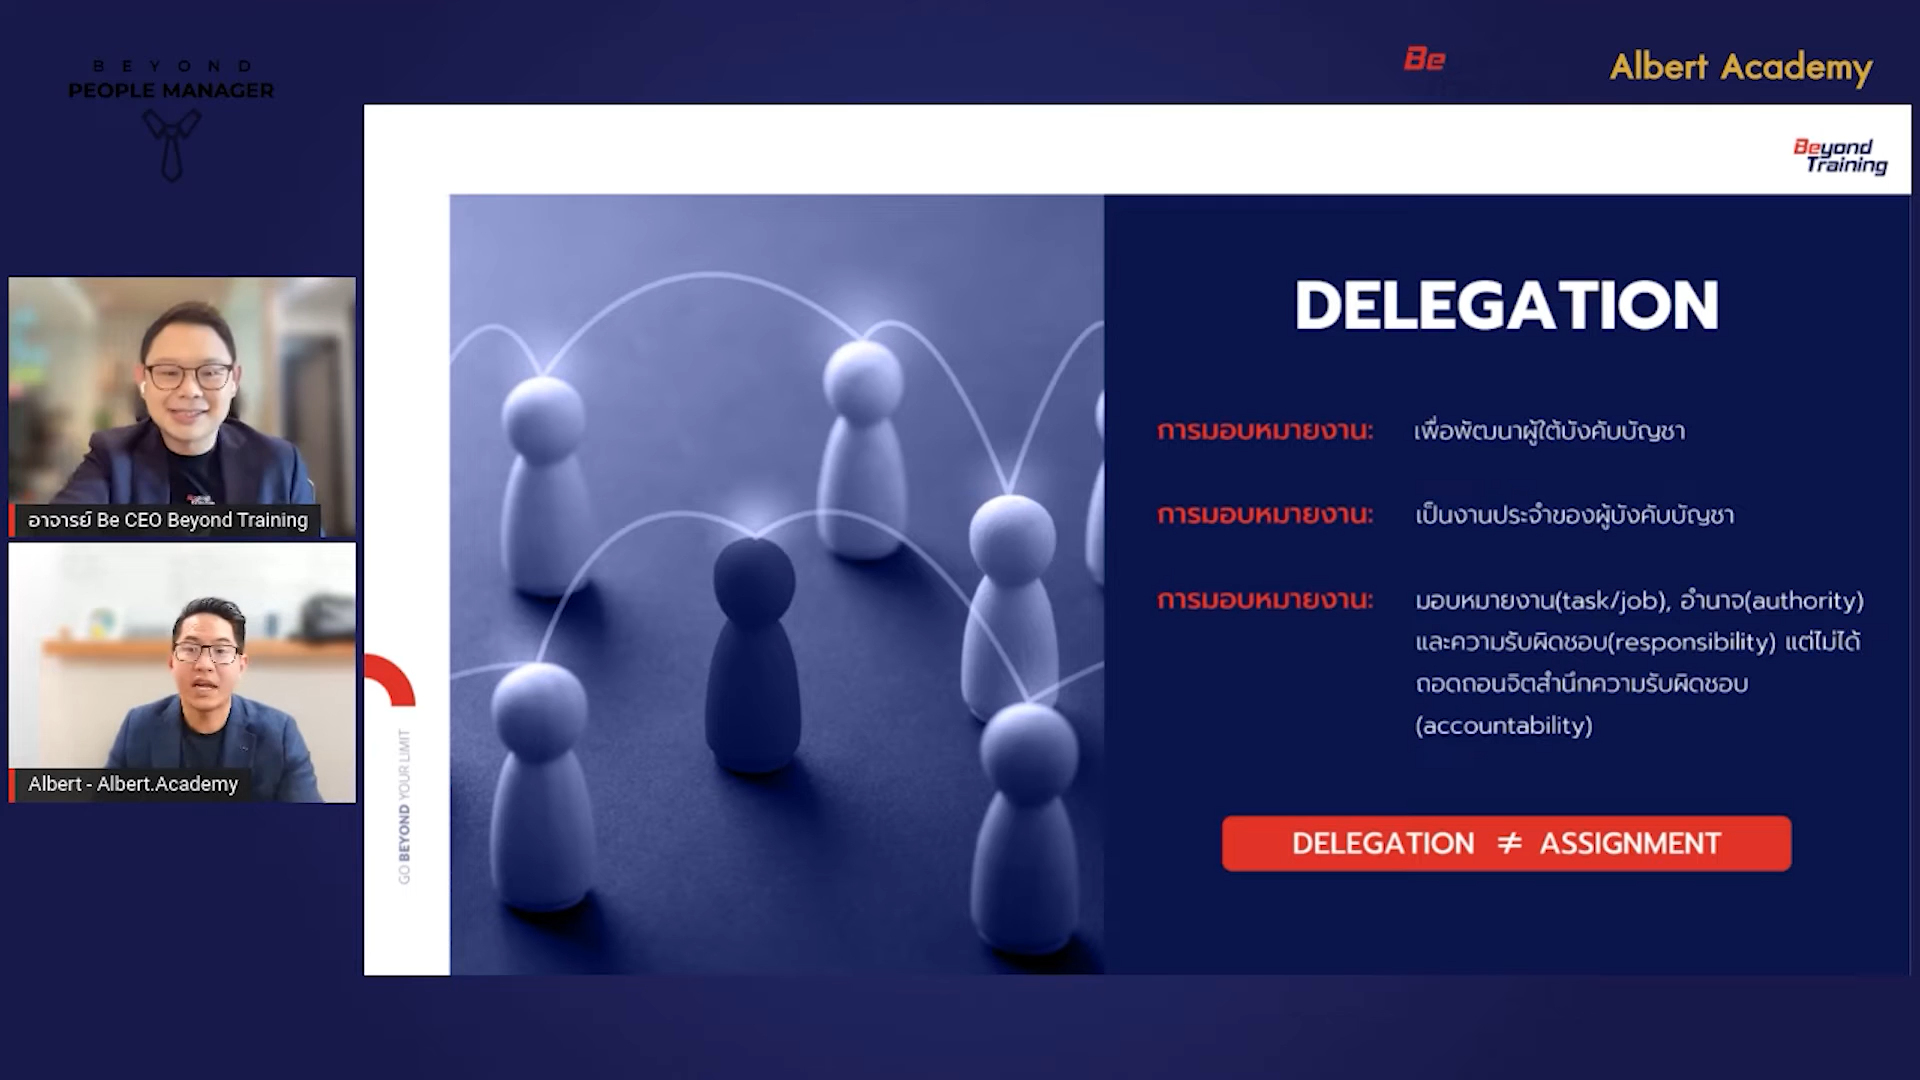 BEYOND
PEOPLE MANAGER
Be
Albert Academy
Beyond
Training
อาจารย์ Be CEO Beyond Training
Albert - Albert.Academy
GO BEYOND YOUR LIMIT
DELEGATION
การมอบหมายงาน: เพื่อพัฒนาผู้ใต้บังคับบัญชา
การมอบหมายงาน: เป็นงานประจำของผู้บังคับบัญชา
การมอบหมายงาน: มอบหมายงาน(task/job), อำนาจ(authority)
และความรับผิดชอบ(responsibility) แต่ไม่ได้
ถอดถอนจิตสำนึกความรับผิดชอบ
(accountability)
DELEGATION ≠ ASSIGNMENT